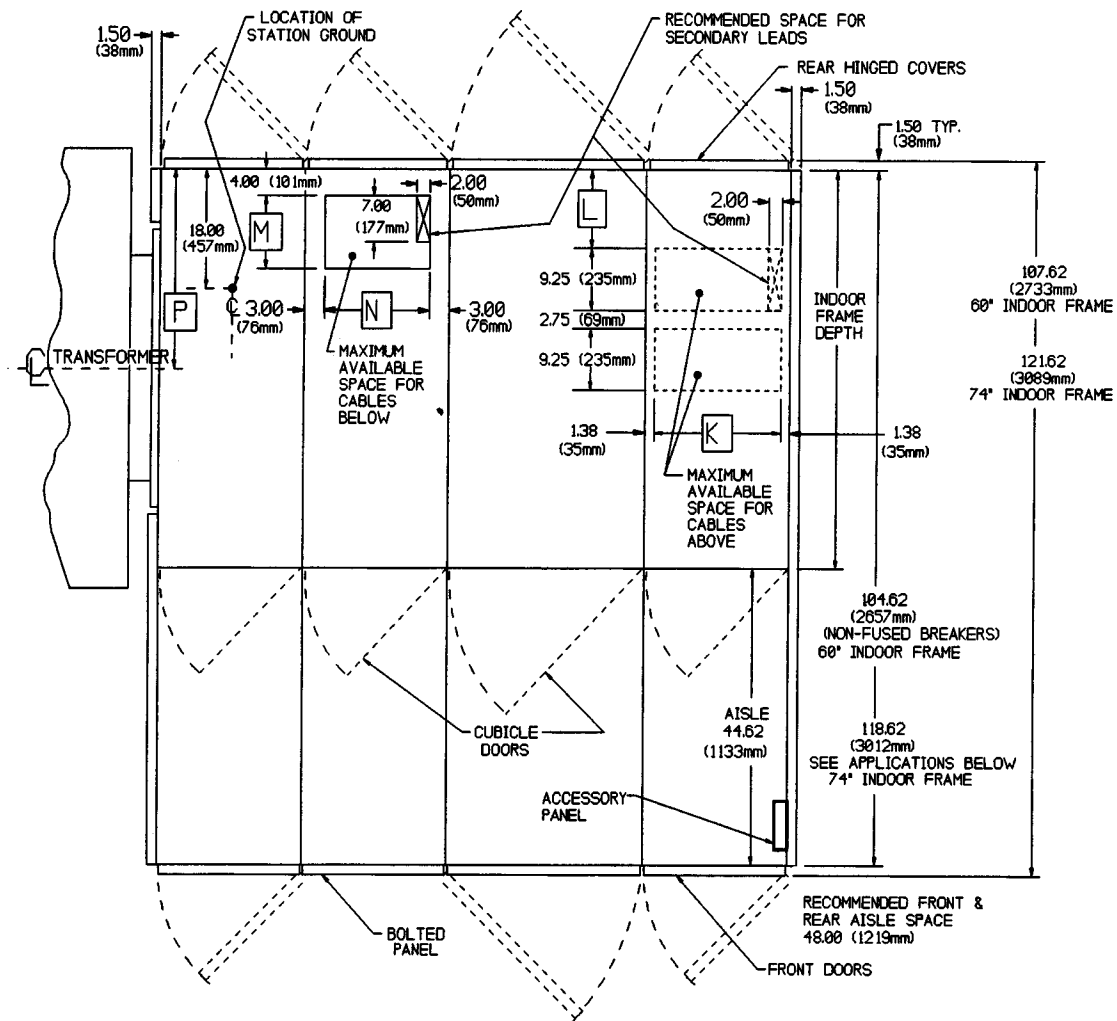 1.50
(38mm)
LOCATION OF
STATION GROUND
RECOMMENDED SPACE FOR
SECONDARY LEADS
REAR HINGED COVERS
1.50
(38mm)
1.50 TYP.
(38mm)
4.00 (101mm)
2.00
(50mm)
7.00
(177mm)
M
L
2.00
(50mm)
18.00
(457mm)
P
9.25 (235mm)
107.62
(2733mm)
60" INDOOR FRAME
INDOOR
FRAME
DEPTH
CL
3.00
(76mm)
N
3.00
(76mm)
2.75 (69mm)
CL TRANSFORMER
MAXIMUM
AVAILABLE
SPACE FOR
CABLES
BELOW
9.25 (235mm)
121.62
(3089mm)
74" INDOOR FRAME
1.38
(35mm)
K
1.38
(35mm)
MAXIMUM
AVAILABLE
SPACE FOR
CABLES
ABOVE
104.62
(2657mm)
(NON-FUSED BREAKERS)
60" INDOOR FRAME
CUBICLE
DOORS
AISLE
44.62
(1133mm)
118.62
(3012mm)
SEE APPLICATIONS BELOW
74" INDOOR FRAME
ACCESSORY
PANEL
RECOMMENDED FRONT &
REAR AISLE SPACE
48.00 (1219mm)
BOLTED
PANEL
FRONT DOORS